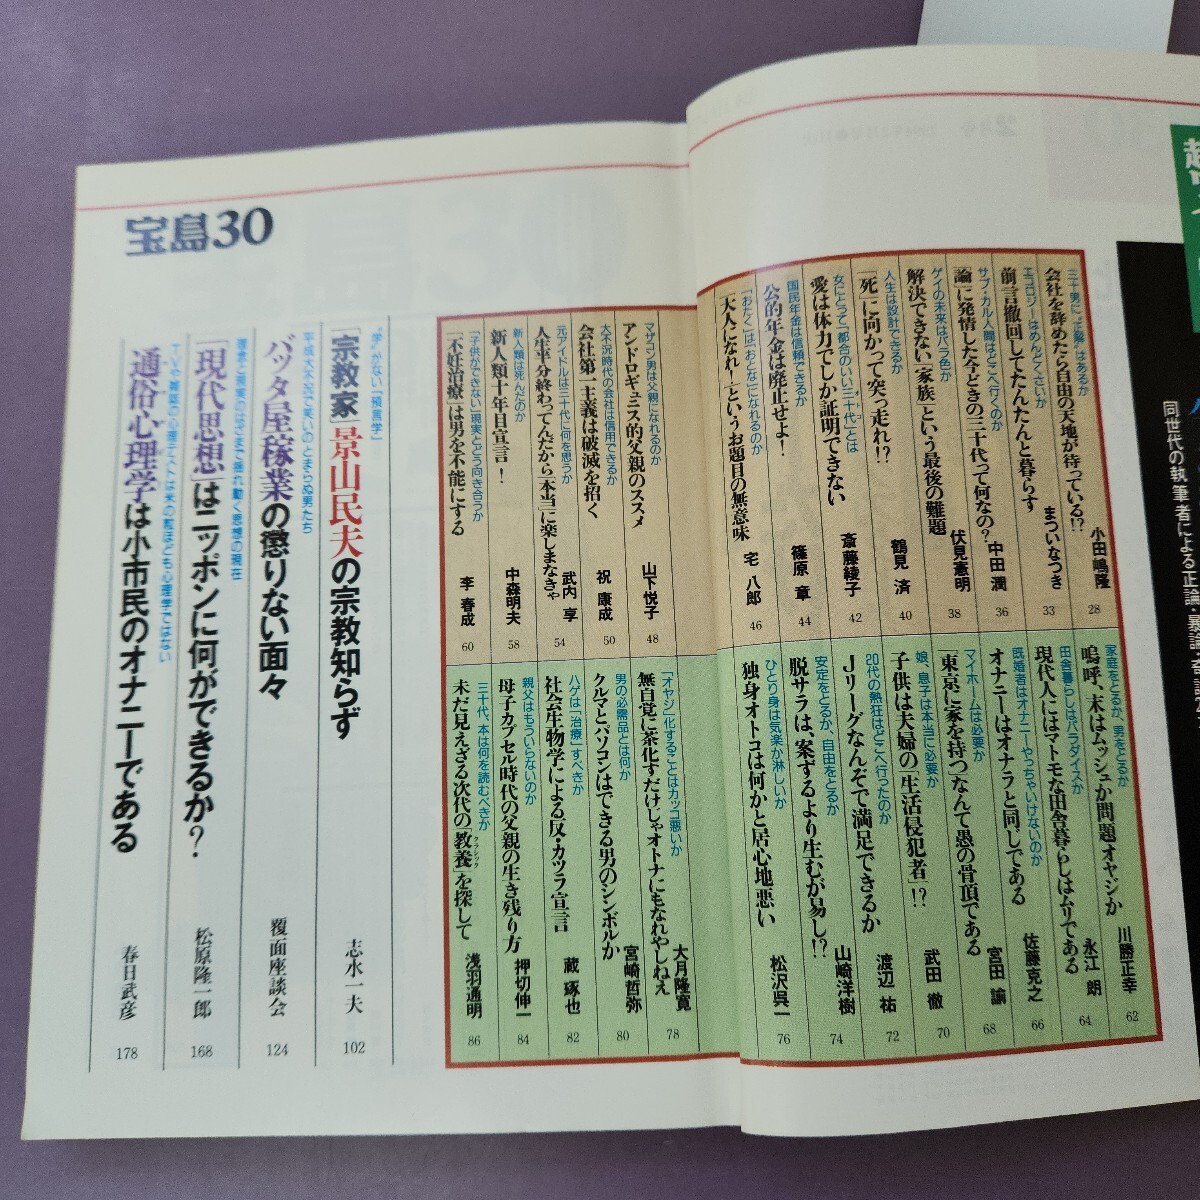 同世代の執筆者による正論・暴論・奇論
三十男に「正解」はあるか
会社を辞めたら自由の天地が待っている!?
小田嶋隆
28
エコロジーはめんどくさいか
前言撤回してたんたんと暮らす
まついなつき
33
サブ・カル人間はどこへ行くのか
「論」に発情した今どきの三十代って何なの?
中田 潤
36
ゲイの未来はバラ色か
解決できない「家族」という最後の難題
伏見憲明
38
人生は設計できるか
「死」に向かって突っ走れ!?
鶴見 済
40
女にとって「都合のいい三十代」とは
愛は体力でしか証明できない
斎藤綾子
42
国民年金は信頼できるか
公的年金は廃止せよ!
篠原 章
44
「おたく」は「おとな」になれるのか
「大人になれ!」というお題目の無意味
宅 八郎
46
マザコン男は父親になれるのか
アンドロギュニス的父親のススメ
山下悦子
48
大不況時代の会社は信用できるか
会社第一主義は破滅を招く
祝 康成
50
元アイドルは三十代に何を思うか
人生半分終わってんだから「本当」に楽しまなきゃ
武内 享
54
新人類は死んだのか
新人類十年目宣言!
中森明夫
58
「子供ができない」現実とどう向き合うか
「不妊治療」は男を不能にする
李 春成
60
家庭をとるか、男をとるか
嗚呼、末はムッシュか問題オヤジか
川勝正幸
62
田舎暮らしはパラダイスか
現代人にはマトモな田舎暮らしはムリである
永江 朗
64
既婚者はオナニーやっちゃいけないのか
オナニーはオナラと同じである
佐藤克之
66
マイホームは必要か
「東京に家を持つ」なんて愚の骨頂である
宮田 諭
68
娘、息子は本当に必要か
子供は夫婦の「生活侵犯者」!?
武田 徹
70
20代の熱狂はどこへ行ったのか
Jリーグなんぞで満足できるか
渡辺 祐
72
安定をとるか、自由をとるか
脱サラは、案ずるより生むが易し!?
山崎洋樹
74
ひとり身は気楽か淋しいか
独身オトコは何かと居心地悪い
松沢呉一
76
「オヤジ」化することはカッコ悪いか
無自覚に茶化すだけじゃオトナにもなれやしねえ
大月隆寛
78
男の必需品とは何か
クルマとパソコンはできる男のシンボルか
宮崎哲弥
80
ハゲは「治療」すべきか
社会生物学による反・カツラ宣言
蔵 琢也
82
親父はもういらないのか
母子カプセル時代の父親の生き残り方
押切伸一
84
三十代、本は何を読むべきか
未だ見えざる次代の「教養」を探して
クラシック
浅羽通明
86
宝島30
"学"がない「預言学」
「宗教家」景山民夫の宗教知らず
志水一夫
102
平成大不況で笑いのとまらぬ男たち
バッタ屋稼業の懲りない面々
覆面座談会
124
理念と現実のはざまで揺れ動く思想の現在
「現代思想」はニッポンに何ができるか?
松原隆一郎
168
TVや雑誌の心理テストは米の粒ほども心理学ではない
通俗心理学は小市民のオナニーである
春日武彦
178